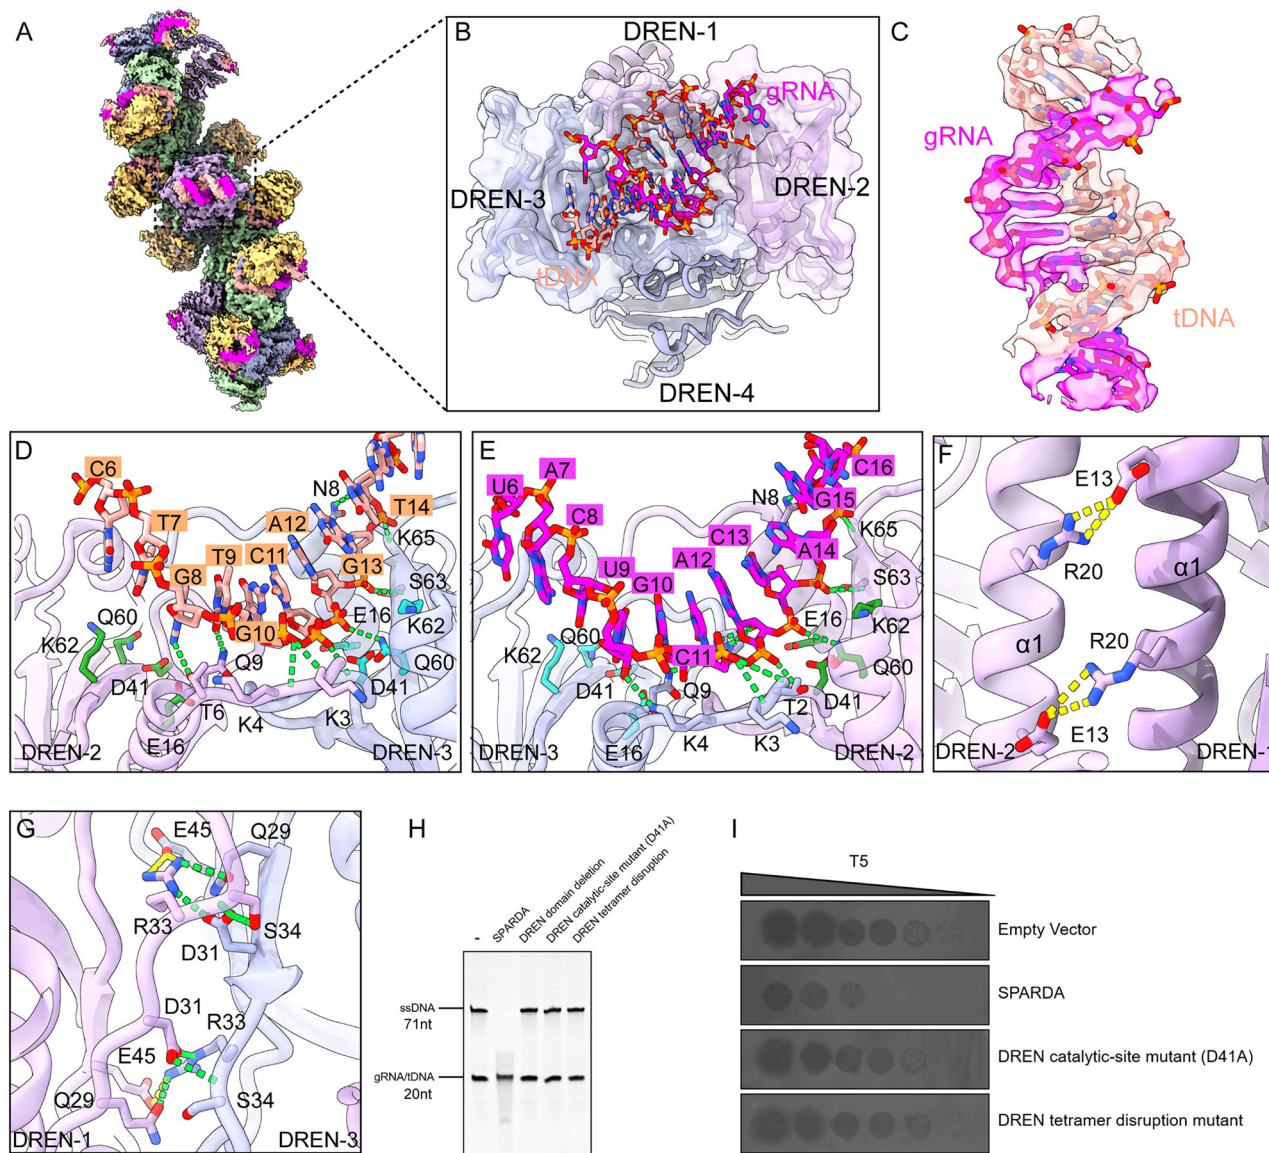 A
B
DREN-1
gRNA
DREN-3
DREN-2
tDNA
DREN-4
C
gRNA
tDNA
D
C6
T7
G8
T9
C11
A12
N8
T14
K65
G13
S63
E16
K62
Q60
K62
G10
Q9
D41
T6
K4
K3
D41
Q60
E16
DREN-2
DREN-3
E
U6
A7
C8
U9
G10
A12
C13
N8
C16
G15
K65
A14
S63
E16
K62
Q60
K62
D41
C11
Q9
T2
D41
Q60
E16
K4
K3
DREN-3
DREN-2
F
E13
R20
α1
α1
R20
E13
DREN-2
DREN-1
G
E45
Q29
R33
S34
D31
D31
R33
E45
Q29
S34
DREN-1
DREN-3
H
-
SPARDA
DREN domain deletion
DREN catalytic-site mutant (D41A)
DREN tetramer disruption
ssDNA
71nt
gRNA/tDNA
20nt
I
T5
Empty Vector
SPARDA
DREN catalytic-site mutant (D41A)
DREN tetramer disruption mutant